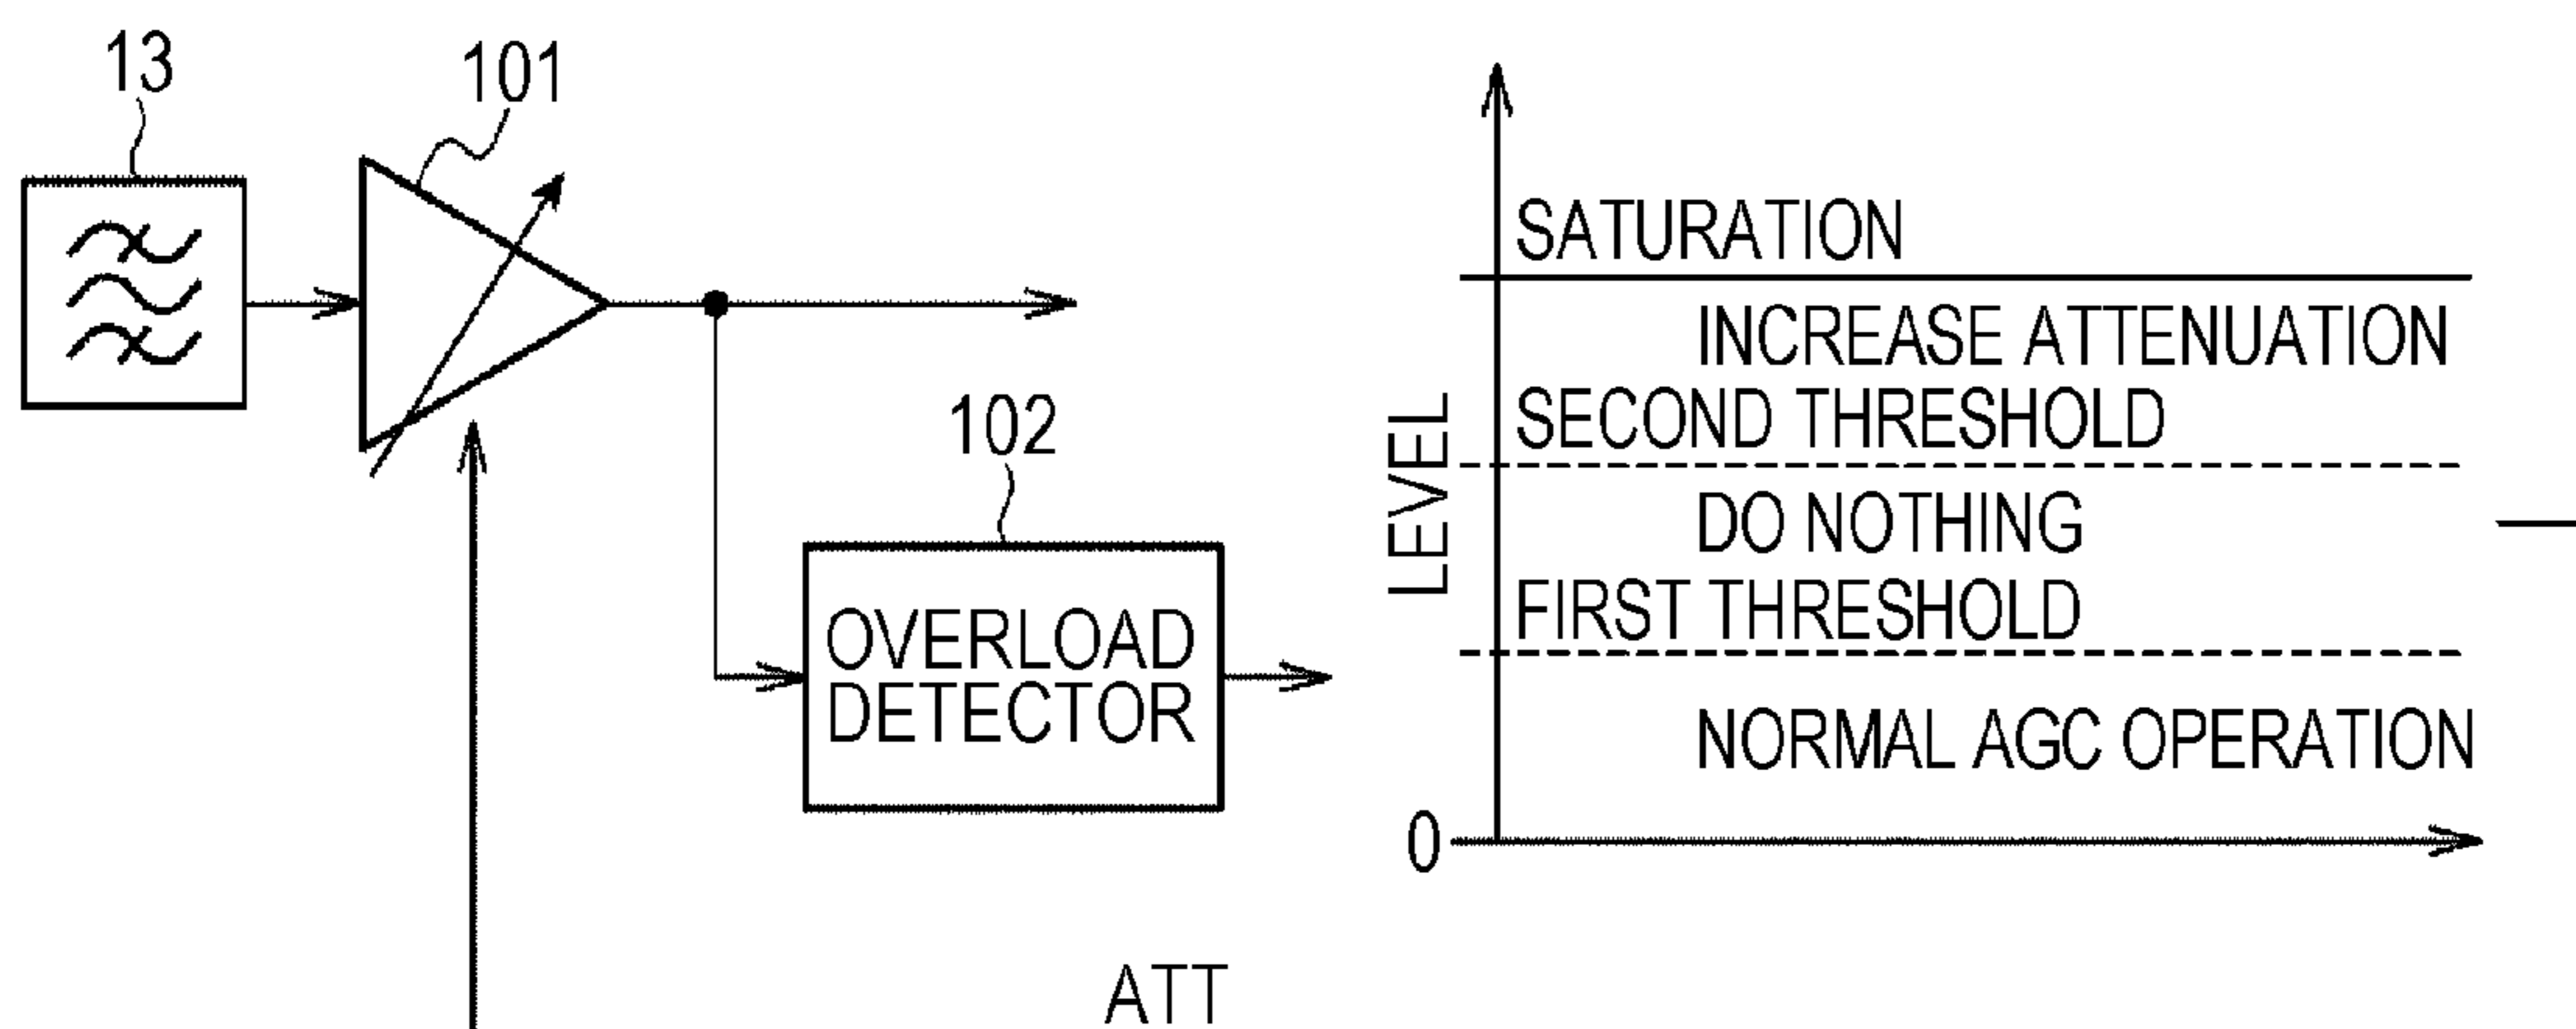 13
101
102
OVERLOAD
DETECTOR
ATT
LEVEL
SATURATION
INCREASE ATTENUATION
SECOND THRESHOLD
DO NOTHING
FIRST THRESHOLD
NORMAL AGC OPERATION
0